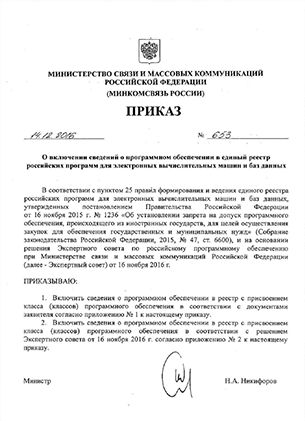 МИНИСТЕРСТВО СВЯЗИ И МАССОВЫХ КОММУНИКАЦИЙ
РОССИЙСКОЙ ФЕДЕРАЦИИ
(МИНКОМСВЯЗЬ РОССИИ)
ПРИКАЗ
14.12.2016 № 653
О включении сведений о программном обеспечении в единый реестр
российских программ для электронных вычислительных машин и баз данных
В соответствии с пунктом 25 правил формирования и ведения единого реестра
российских программ для электронных вычислительных машин и баз данных,
утвержденных постановлением Правительства Российской Федерации
от 16 ноября 2015 г. № 1236 «Об установлении запрета на допуск программного
обеспечения, происходящего из иностранных государств, для целей осуществления
закупок для обеспечения государственных и муниципальных нужд» (Собрание
законодательства Российской Федерации, 2015, № 47, ст. 6600), и на основании
решения Экспертного совета по российскому программному обеспечению
при Министерстве связи и массовых коммуникаций Российской Федерации
(далее - Экспертный совет) от 16 ноября 2016 г.
ПРИКАЗЫВАЮ:
1. Включить сведения о программном обеспечении в реестр с присвоением
класса (классов) программного обеспечения в соответствии с документами
заявителя согласно приложению № 1 к настоящему приказу.
2. Включить сведения о программном обеспечении в реестр с присвоением
класса (классов) программного обеспечения в соответствии с решением
Экспертного совета от 16 ноября 2016 г. согласно приложению № 2 к настоящему
приказу.
Министр Н.А. Никифоров